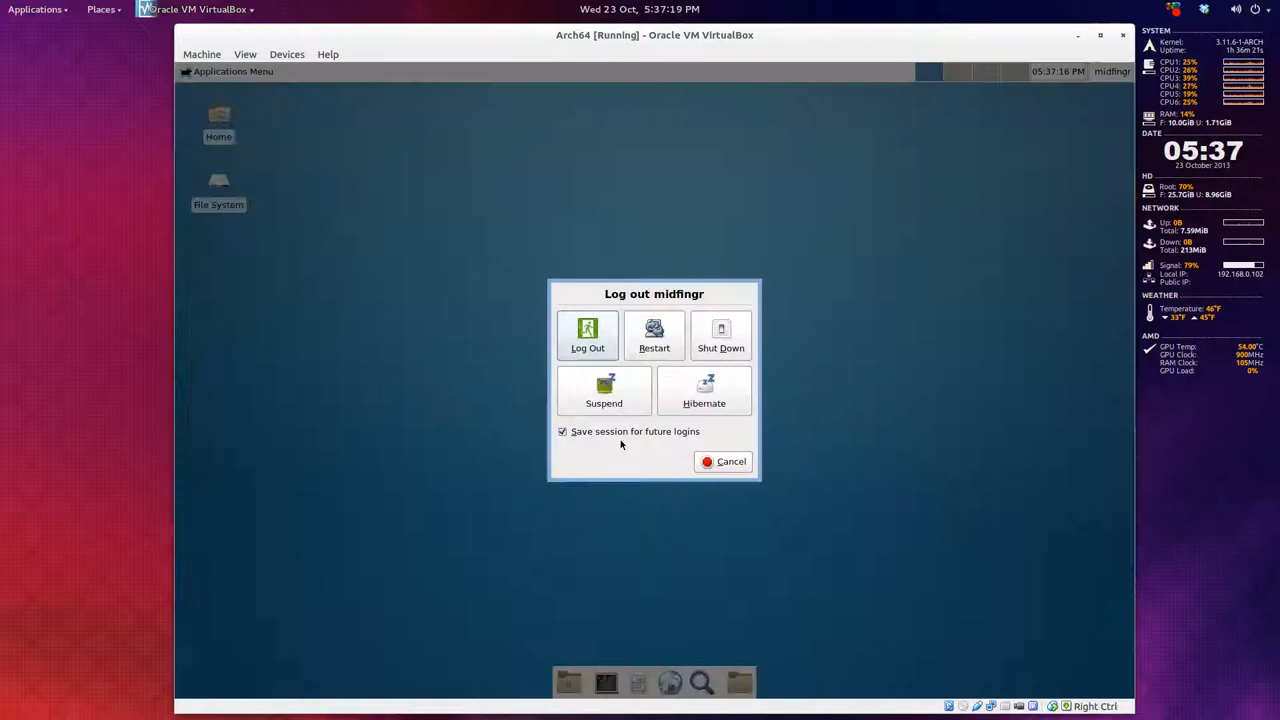 Applications Places Oracle VM VirtualBox Wed 23 Oct, 5:37:19 PM
Arch64 [Running] - Oracle VM VirtualBox
Machine View Devices Help
Applications Menu 05:37:16 PM midfingr
Home
File System
Log out midfingr
Log Out Restart Shut Down
Suspend Hibernate
Save session for future logins
Cancel
Right Ctrl
SYSTEM
Kernel: 3.11.6-1-ARCH
Uptime: 1h 36m 21s
CPU1: 25%
CPU2: 26%
CPU3: 39%
CPU4: 27%
CPU5: 19%
CPU6: 25%
RAM: 14%
F: 10.0GiB U: 1.71GiB
DATE
05:37
23 October 2013
HD
Root: 70%
F: 25.7GiB U: 8.96GiB
NETWORK
Up: 0B
Total: 7.59MiB
Down: 0B
Total: 213MiB
Signal: 79%
Local IP: 192.168.0.102
Public IP:
WEATHER
Temperature: 46°F
33°F 45°F
AMD
GPU Temp: 54.00°C
GPU Clock: 900MHz
RAM Clock: 105MHz
GPU Load: 0%